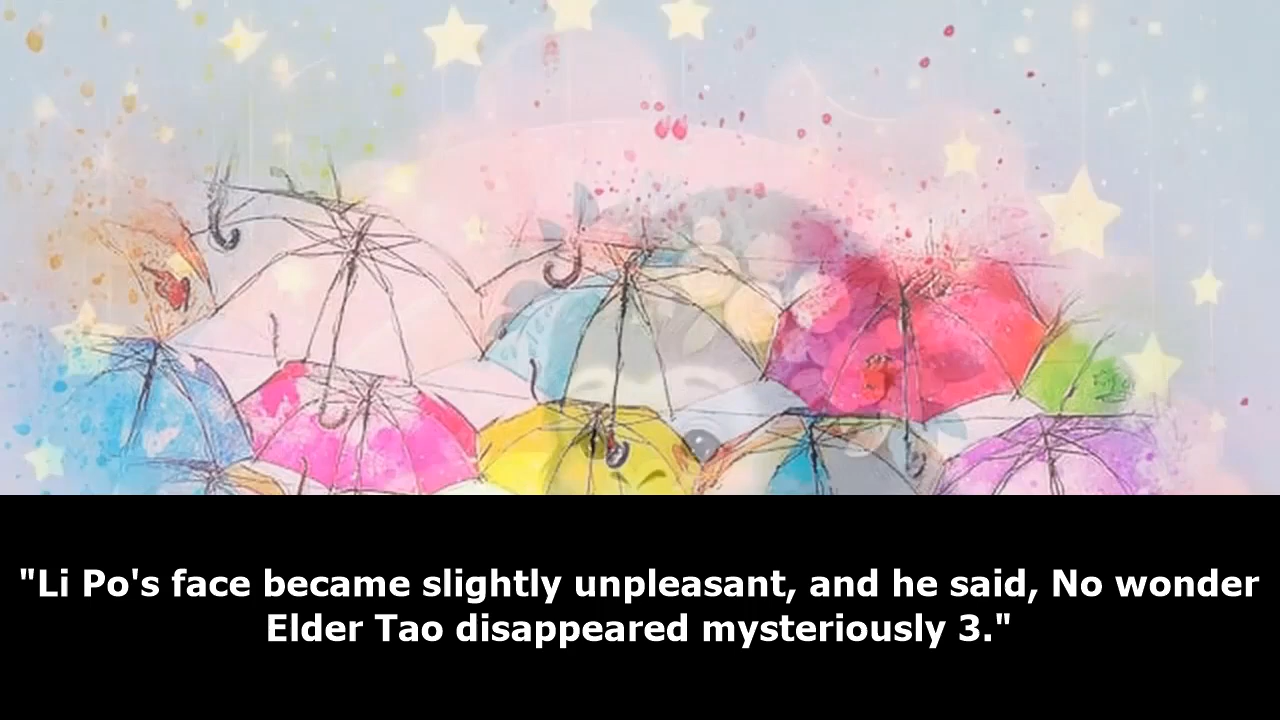 "Li Po's face became slightly unpleasant, and he said, No wonder
Elder Tao disappeared mysteriously 3."